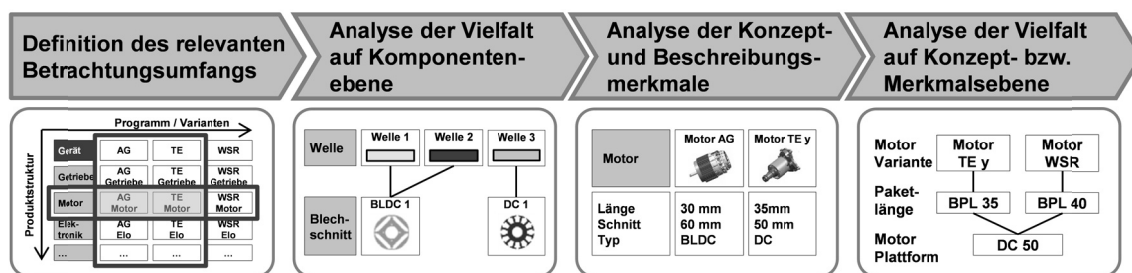 Definition des relevanten
Betrachtungsumfangs
Analyse der Vielfalt
auf Komponenten-
ebene
Analyse der Konzept-
und Beschreibungs-
merkmale
Analyse der Vielfalt
auf Konzept- bzw.
Merkmalsebene
Programm / Varianten
Produktstruktur
Gerät AG TE WSR
Getriebe AG Getriebe TE Getriebe WSR Getriebe
Motor AG Motor TE Motor WSR Motor
Elek-tronik AG Elo TE Elo WSR Elo
... ... ... ...
Welle 1 Welle 2 Welle 3
Welle
BLDC 1 DC 1
Blech-
schnitt
Motor AG Motor TE y
Motor
Länge 30 mm 35mm
Schnitt 60 mm 50 mm
Typ BLDC DC
Motor Motor Motor
Variante TE y WSR
Paket-
länge BPL 35 BPL 40
Motor
Plattform DC 50